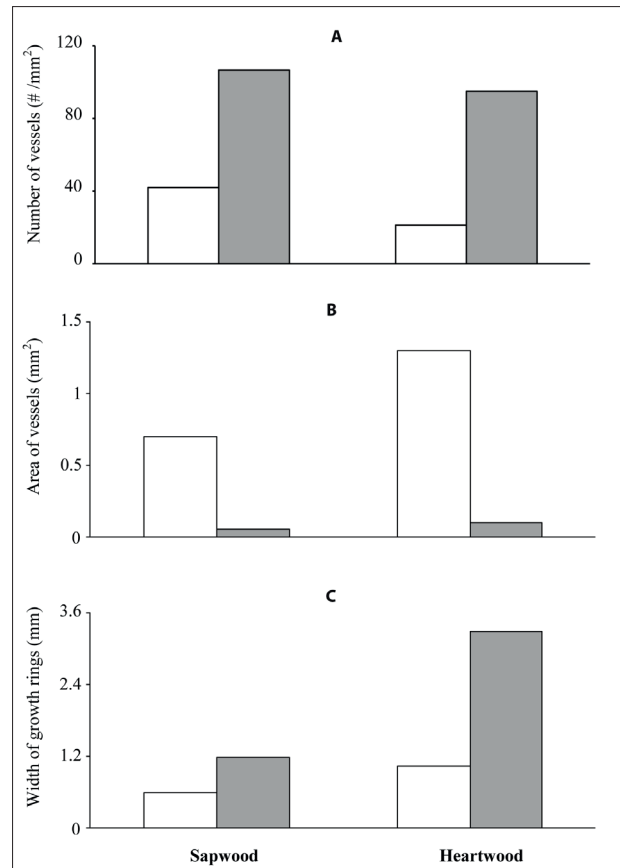 A
Number of vessels (# /mm²)
120
80
40
0
B
Area of vessels (mm²)
1.5
1
0.5
0
C
Width of growth rings (mm)
3.6
2.4
1.2
0
Sapwood Heartwood